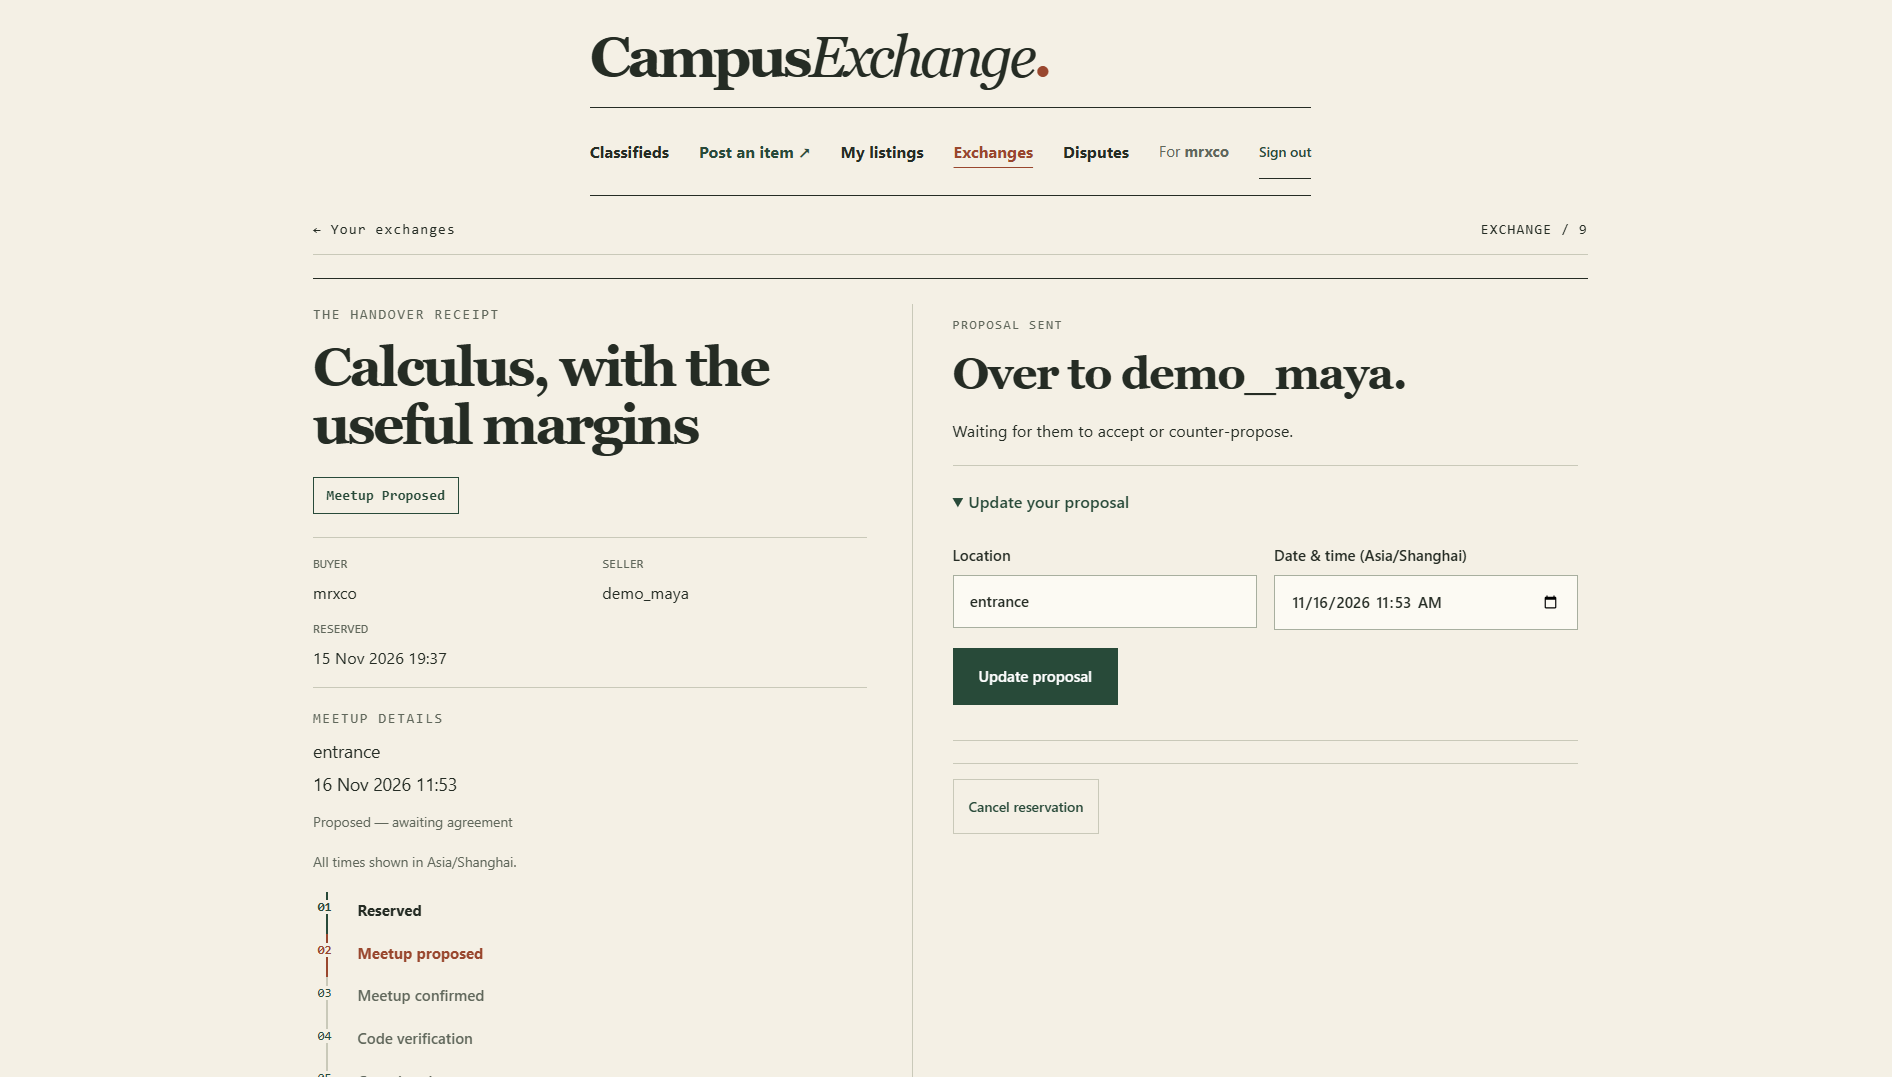 CampusExchange.
Classifieds Post an item ↗ My listings Exchanges Disputes For mrxco Sign out
← Your exchanges
EXCHANGE / 9
THE HANDOVER RECEIPT
Calculus, with the
useful margins
Meetup Proposed
BUYER
mrxco
SELLER
demo_maya
RESERVED
15 Nov 2026 19:37
MEETUP DETAILS
entrance
16 Nov 2026 11:53
Proposed — awaiting agreement
All times shown in Asia/Shanghai.
01 Reserved
02 Meetup proposed
03 Meetup confirmed
04 Code verification
PROPOSAL SENT
Over to demo_maya.
Waiting for them to accept or counter-propose.
▼ Update your proposal
Location
entrance
Date & time (Asia/Shanghai)
11/16/2026 11:53 AM
Update proposal
Cancel reservation